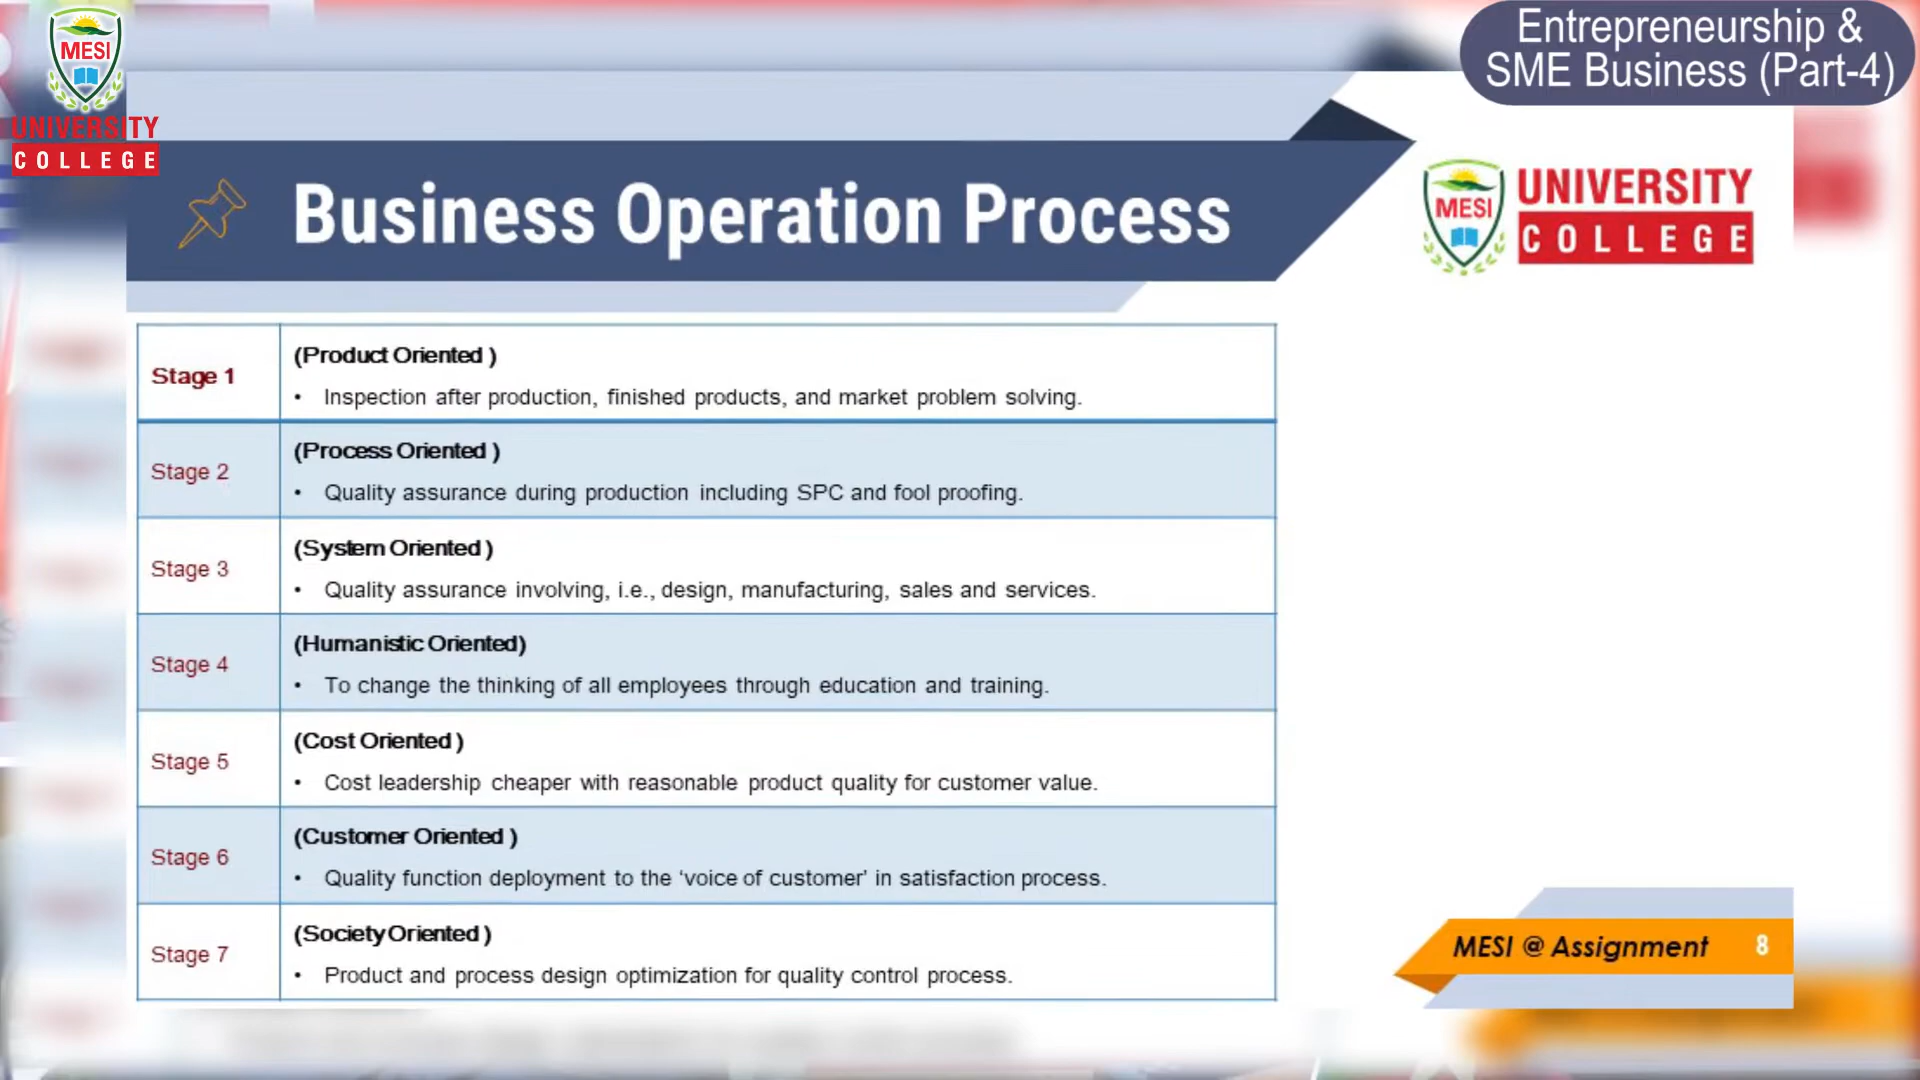 MESI
UNIVERSITY
COLLEGE
Entrepreneurship &
SME Business (Part-4)
Business Operation Process
MESI
UNIVERSITY
COLLEGE
Stage 1
(Product Oriented )
• Inspection after production, finished products, and market problem solving.
Stage 2
(Process Oriented )
• Quality assurance during production including SPC and fool proofing.
Stage 3
(System Oriented )
• Quality assurance involving, i.e., design, manufacturing, sales and services.
Stage 4
(Humanistic Oriented)
• To change the thinking of all employees through education and training.
Stage 5
(Cost Oriented )
• Cost leadership cheaper with reasonable product quality for customer value.
Stage 6
(Customer Oriented )
• Quality function deployment to the ‘voice of customer’ in satisfaction process.
Stage 7
(Society Oriented )
• Product and process design optimization for quality control process.
MESI @ Assignment 8